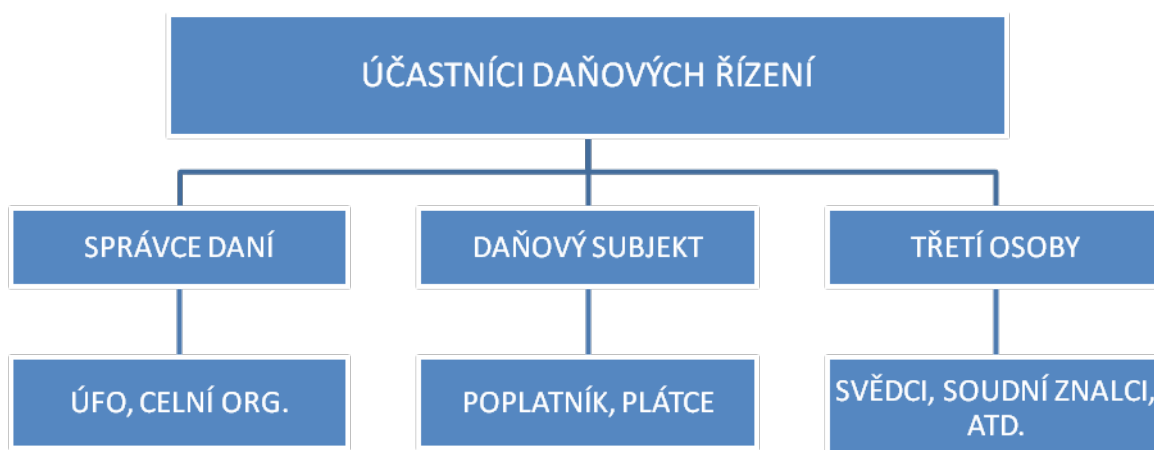 ÚČASTNÍCI DAŇOVÝCH ŘÍZENÍ
SPRÁVCE DANÍ
DAŇOVÝ SUBJEKT
TŘETÍ OSOBY
ÚFO, CELNÍ ORG.
POPLATNÍK, PLÁTCE
SVĚDCI, SOUDNÍ ZNALCI,
ATD.